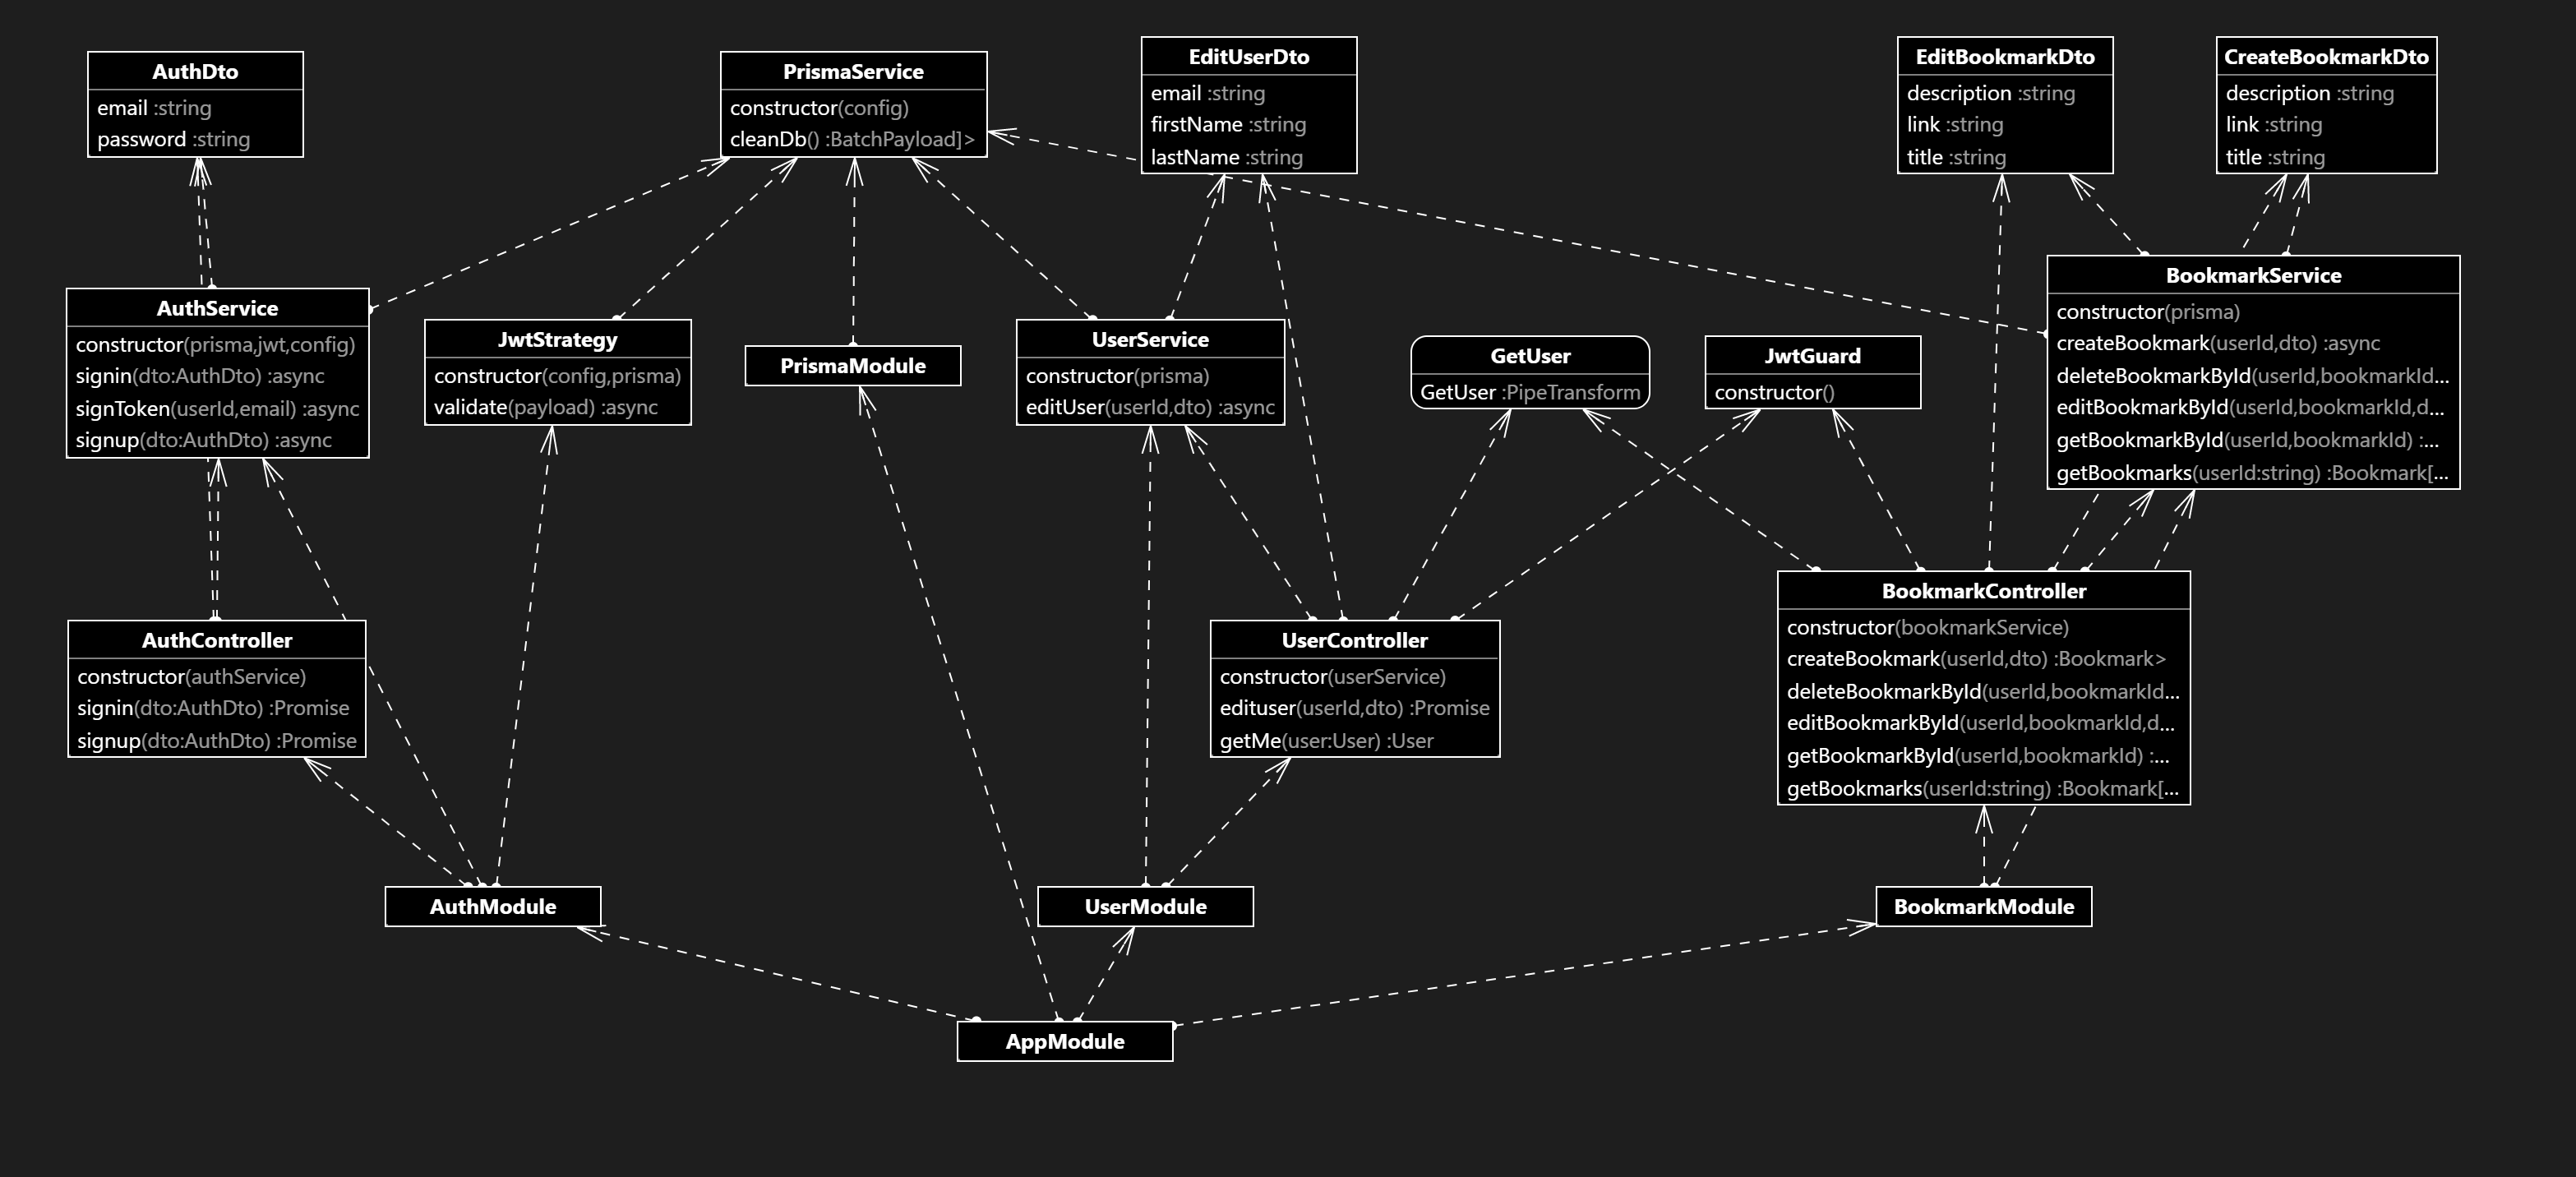 AuthDto
email :string
password :string
PrismaService
constructor(config)
cleanDb() :BatchPayload]>
EditUserDto
email :string
firstName :string
lastName :string
EditBookmarkDto
description :string
link :string
title :string
CreateBookmarkDto
description :string
link :string
title :string
AuthService
constructor(prisma,jwt,config)
signin(dto:AuthDto) :async
signToken(userId,email) :async
signup(dto:AuthDto) :async
JwtStrategy
constructor(config,prisma)
validate(payload) :async
PrismaModule
UserService
constructor(prisma)
editUser(userId,dto) :async
GetUser
GetUser :PipeTransform
JwtGuard
constructor()
BookmarkService
constructor(prisma)
createBookmark(userId,dto) :async
deleteBookmarkById(userId,bookmarkId...
editBookmarkById(userId,bookmarkId,d...
getBookmarkById(userId,bookmarkId) :...
getBookmarks(userId:string) :Bookmark[...
AuthController
constructor(authService)
signin(dto:AuthDto) :Promise
signup(dto:AuthDto) :Promise
UserController
constructor(userService)
edituser(userId,dto) :Promise
getMe(user:User) :User
BookmarkController
constructor(bookmarkService)
createBookmark(userId,dto) :Bookmark>
deleteBookmarkById(userId,bookmarkId...
editBookmarkById(userId,bookmarkId,d...
getBookmarkById(userId,bookmarkId) :...
getBookmarks(userId:string) :Bookmark[...
AuthModule
UserModule
BookmarkModule
AppModule